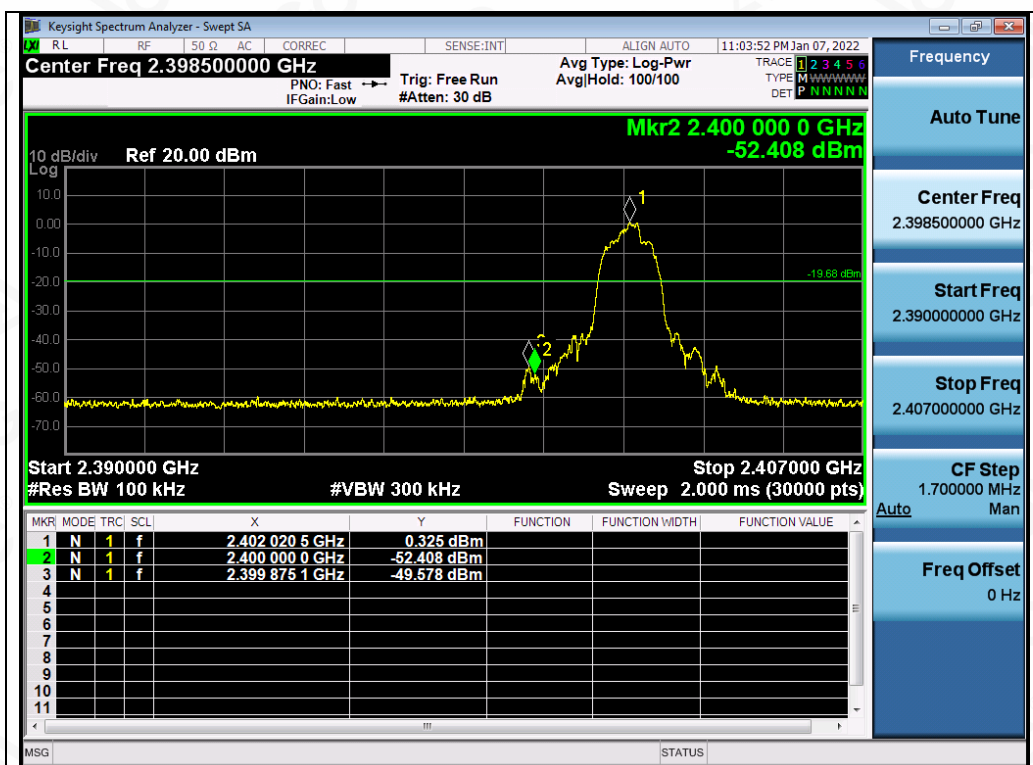 Keysight Spectrum Analyzer - Swept SA
LXI RL RF 50 Ω AC CORREC SENSE:INT ALIGN AUTO 11:03:52 PM Jan 07, 2022
Center Freq 2.398500000 GHz
PNO: Fast
IFGain:Low
Trig: Free Run
#Atten: 30 dB
Avg Type: Log-Pwr
Avg|Hold: 100/100
TRACE 1 2 3 4 5 6
TYPE M WWWWW
DET P N N N N N
Mkr2 2.400 000 0 GHz
-52.408 dBm
10 dB/div Ref 20.00 dBm
Log
10.0
0.00
-10.0
-20.0
-30.0
-40.0
-50.0
-60.0
-70.0
1
2
-19.68 dBm
Start 2.390000 GHz Stop 2.407000 GHz
#Res BW 100 kHz #VBW 300 kHz Sweep 2.000 ms (30000 pts)
MKR MODE TRC SCL X Y FUNCTION FUNCTION WIDTH FUNCTION VALUE
1 N 1 f 2.402 020 5 GHz 0.325 dBm
2 N 1 f 2.400 000 0 GHz -52.408 dBm
3 N 1 f 2.399 875 1 GHz -49.578 dBm
4
5
6
7
8
9
10
11
MSG STATUS
Frequency
Auto Tune
Center Freq
2.398500000 GHz
Start Freq
2.390000000 GHz
Stop Freq
2.407000000 GHz
CF Step
1.700000 MHz
Auto Man
Freq Offset
0 Hz